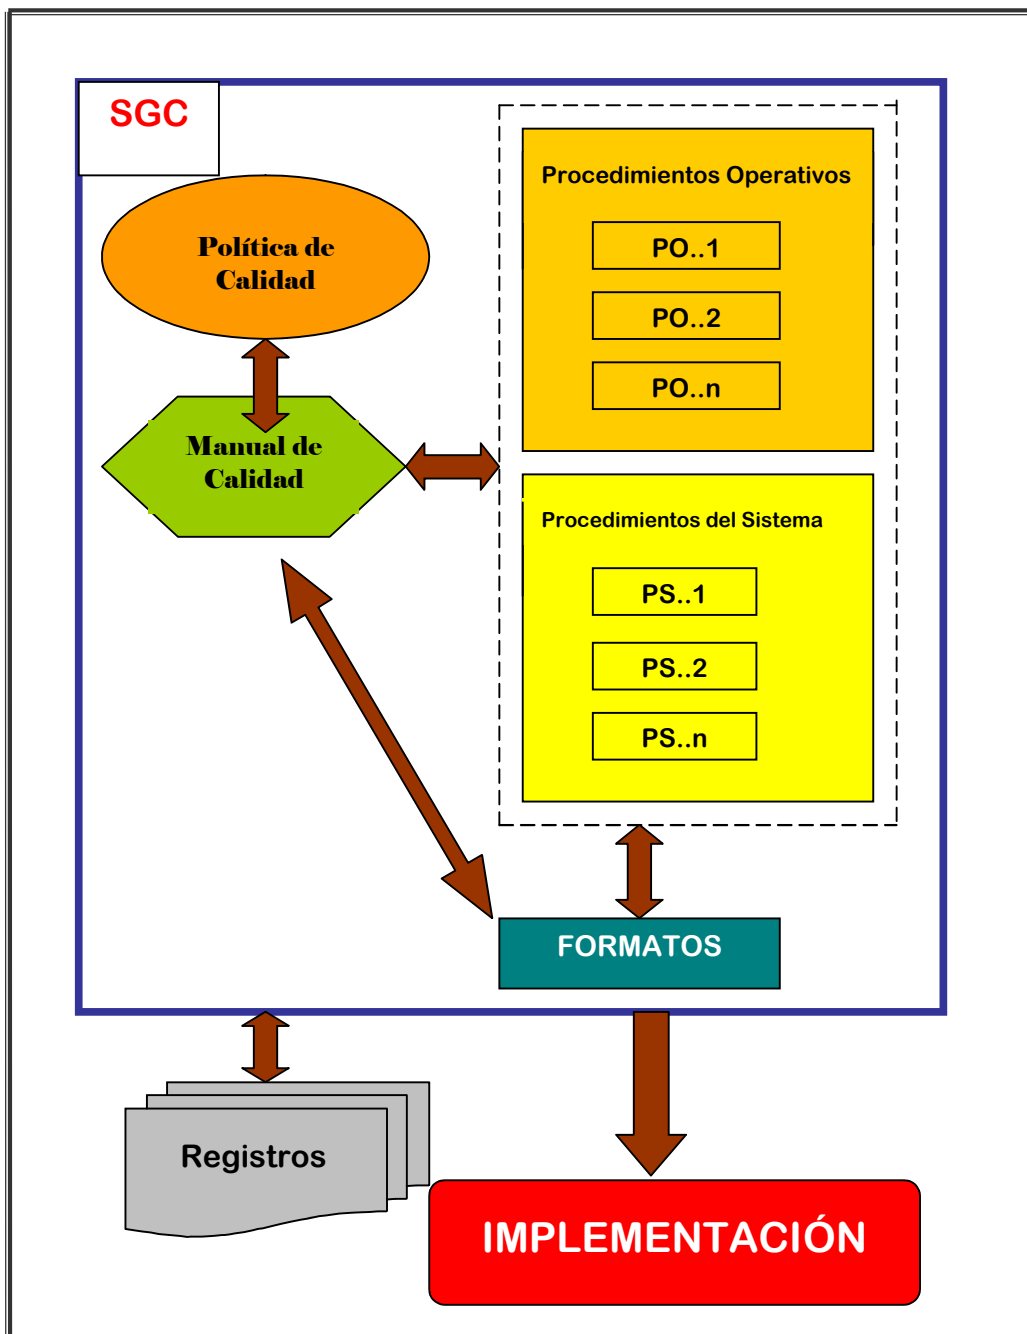 SGC
Política de
Calidad
Manual de
Calidad
Procedimientos Operativos
PO..1
PO..2
PO..n
Procedimientos del Sistema
PS..1
PS..2
PS..n
FORMATOS
Registros
IMPLEMENTACIÓN